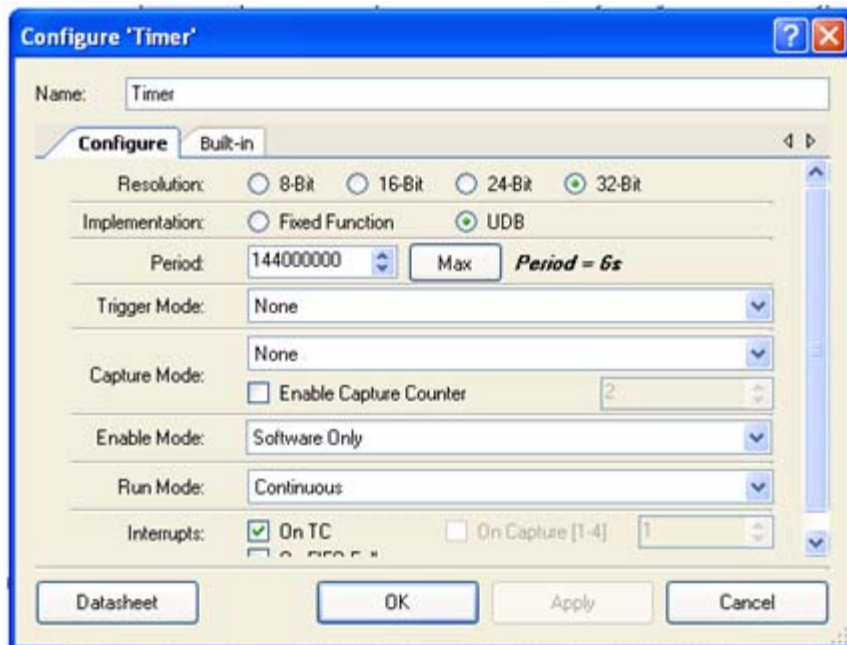 Configure 'Timer'
Name: Timer
Configure Built-in
Resolution: 8-Bit 16-Bit 24-Bit 32-Bit
Implementation: Fixed Function UDB
Period: 144000000 Max Period = 6s
Trigger Mode: None
None
Capture Mode:
Enable Capture Counter 2
Enable Mode: Software Only
Run Mode: Continuous
Interrupts: On TC On Capture [1-4] 1
Datasheet OK Apply Cancel